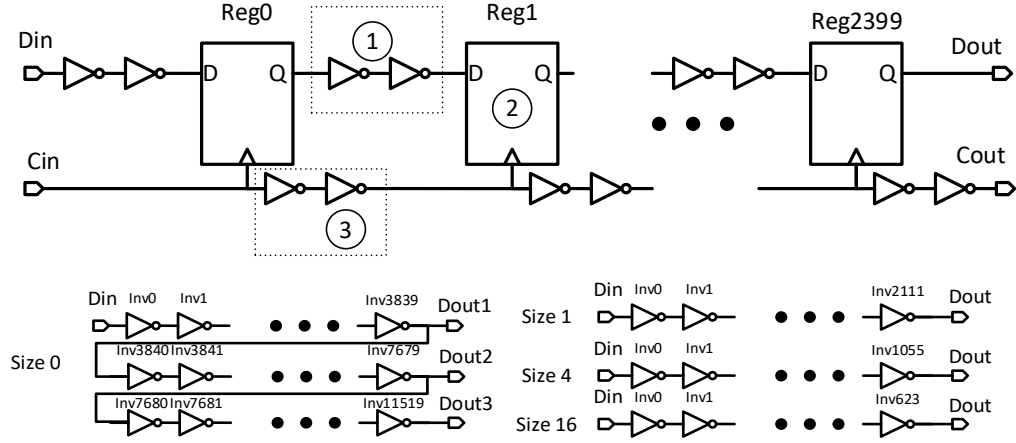 Reg0 Reg1 Reg2399
Din 1 Dout
D Q D Q D Q
2
Cin Cout
3
Din Inv0 Inv1 Inv3839 Dout1
Size 0 Inv3840 Inv3841 Inv7679 Dout2
Inv7680 Inv7681 Inv11519 Dout3
Size 1 Din Inv0 Inv1 Inv2111 Dout
Size 4 Din Inv0 Inv1 Inv1055 Dout
Size 16 Din Inv0 Inv1 Inv623 Dout